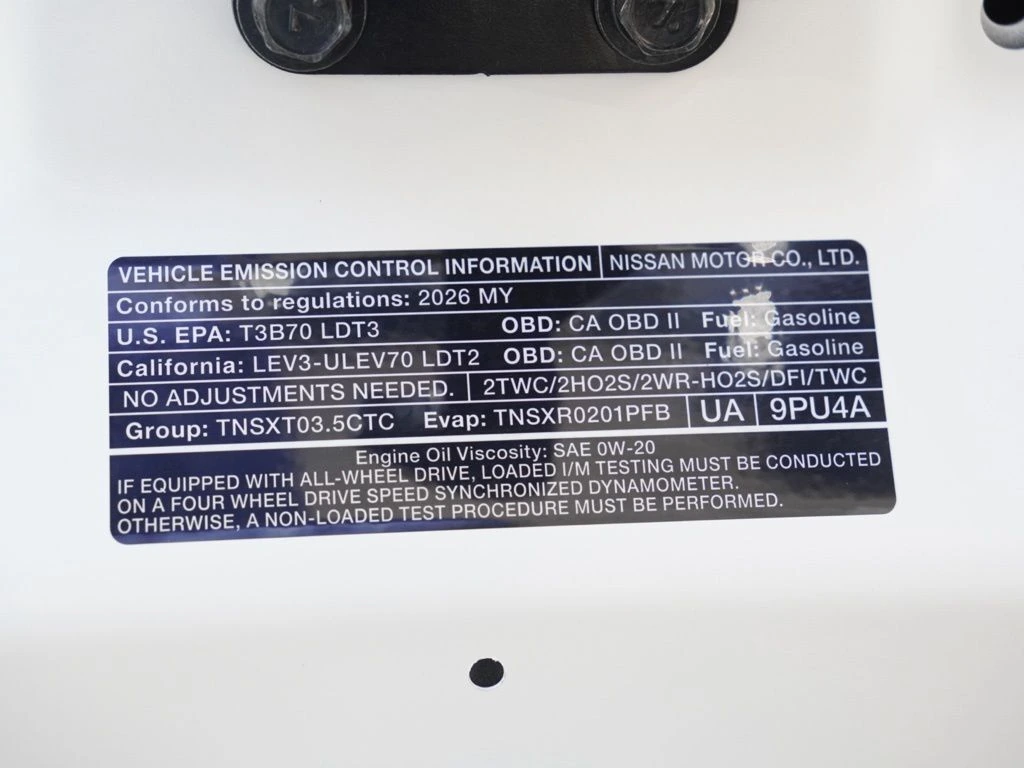 VEHICLE EMISSION CONTROL INFORMATION NISSAN MOTOR CO., LTD.
Conforms to regulations: 2026 MY
U.S. EPA: T3B70 LDT3 OBD: CA OBD II Fuel: Gasoline
California: LEV3-ULEV70 LDT2 OBD: CA OBD II Fuel: Gasoline
NO ADJUSTMENTS NEEDED. 2TWC/2HO2S/2WR-HO2S/DFI/TWC
Group: TNSXT03.5CTC Evap: TNSXR0201PFB UA 9PU4A
Engine Oil Viscosity: SAE 0W-20
IF EQUIPPED WITH ALL-WHEEL DRIVE, LOADED I/M TESTING MUST BE CONDUCTED
ON A FOUR WHEEL DRIVE SPEED SYNCHRONIZED DYNAMOMETER.
OTHERWISE, A NON-LOADED TEST PROCEDURE MUST BE PERFORMED.